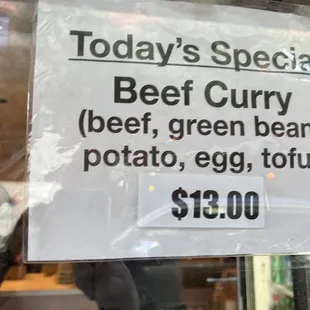 Today's Specia
Beef Curry
(beef, green bean
potato, egg, tofu
$13.00